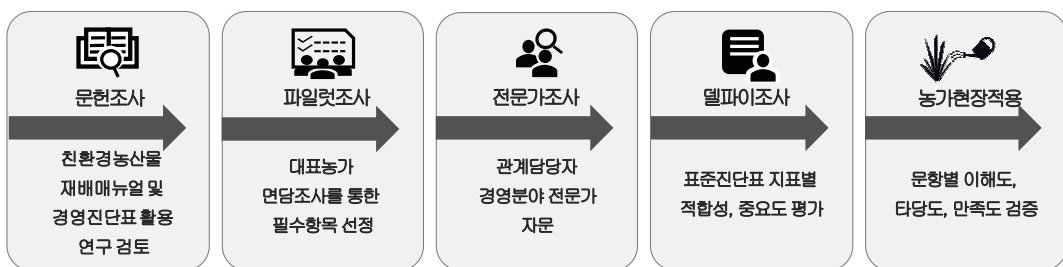 문헌조사
친환경농산물
재배매뉴얼 및
경영진단표 활용
연구 검토
파일럿조사
대표농가
면담조사를 통한
필수항목 선정
전문가조사
관계담당자
경영분야 전문가
자문
델파이조사
표준진단표 지표별
적합성, 중요도 평가
농가현장적용
문항별 이해도,
타당도, 만족도 검증